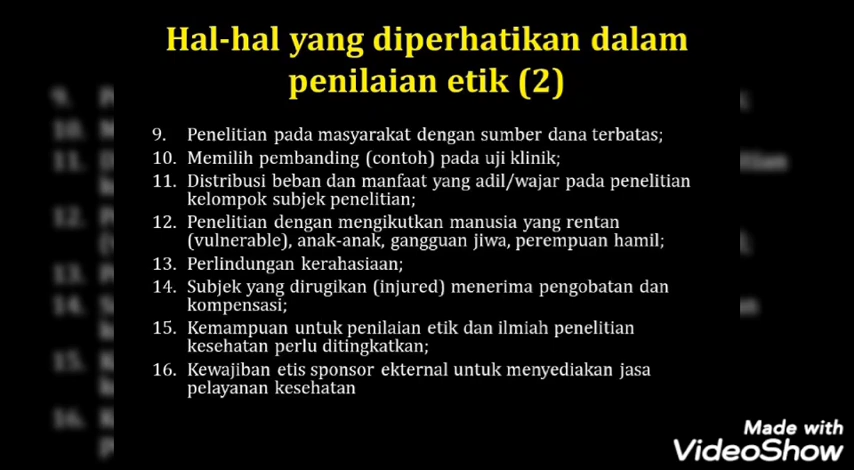 Hal-hal yang diperhatikan dalam
penilaian etik (2)
9. Penelitian pada masyarakat dengan sumber dana terbatas;
10. Memilih pembanding (contoh) pada uji klinik;
11. Distribusi beban dan manfaat yang adil/wajar pada penelitian
kelompok subjek penelitian;
12. Penelitian dengan mengikutkan manusia yang rentan
(vulnerable), anak-anak, gangguan jiwa, perempuan hamil;
13. Perlindungan kerahasiaan;
14. Subjek yang dirugikan (injured) menerima pengobatan dan
kompensasi;
15. Kemampuan untuk penilaian etik dan ilmiah penelitian
kesehatan perlu ditingkatkan;
16. Kewajiban etis sponsor ekternal untuk menyediakan jasa
pelayanan kesehatan
Made with
VideoShow